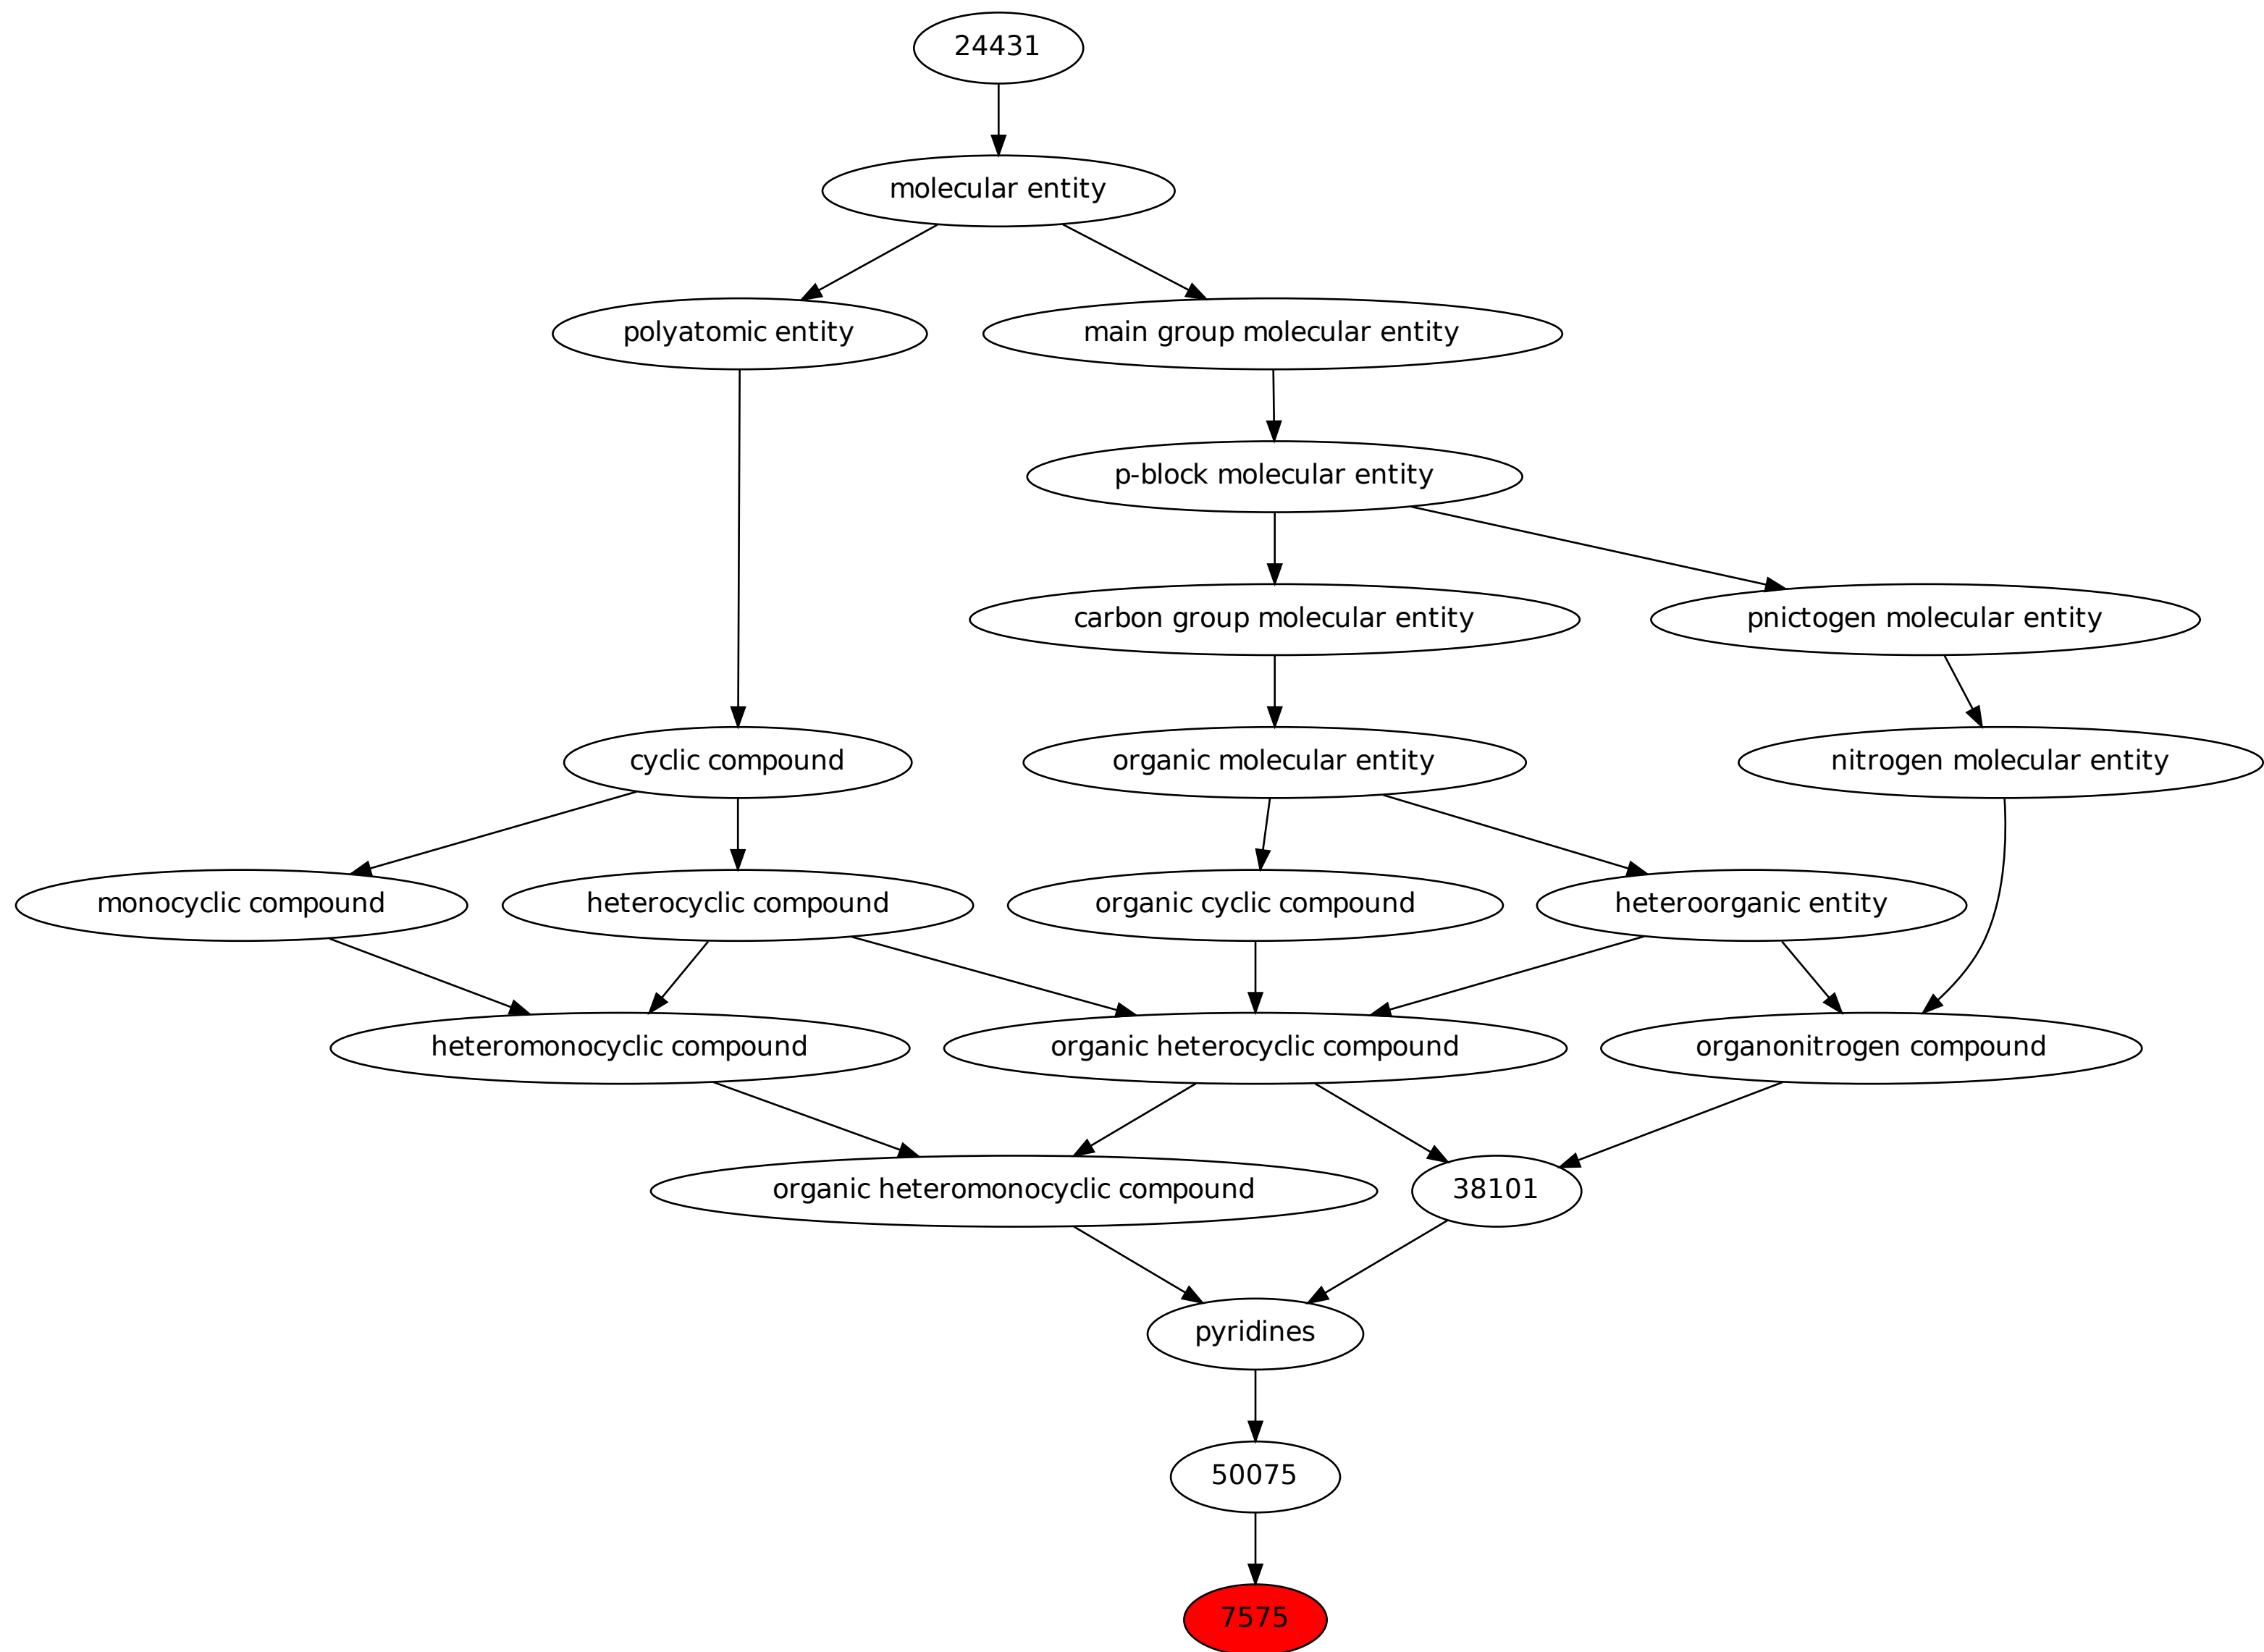 24431
molecular entity
polyatomic entity
main group molecular entity
p-block molecular entity
carbon group molecular entity
pnictogen molecular entity
cyclic compound
organic molecular entity
nitrogen molecular entity
monocyclic compound
heterocyclic compound
organic cyclic compound
heteroorganic entity
heteromonocyclic compound
organic heterocyclic compound
organonitrogen compound
organic heteromonocyclic compound
38101
pyridines
50075
7575